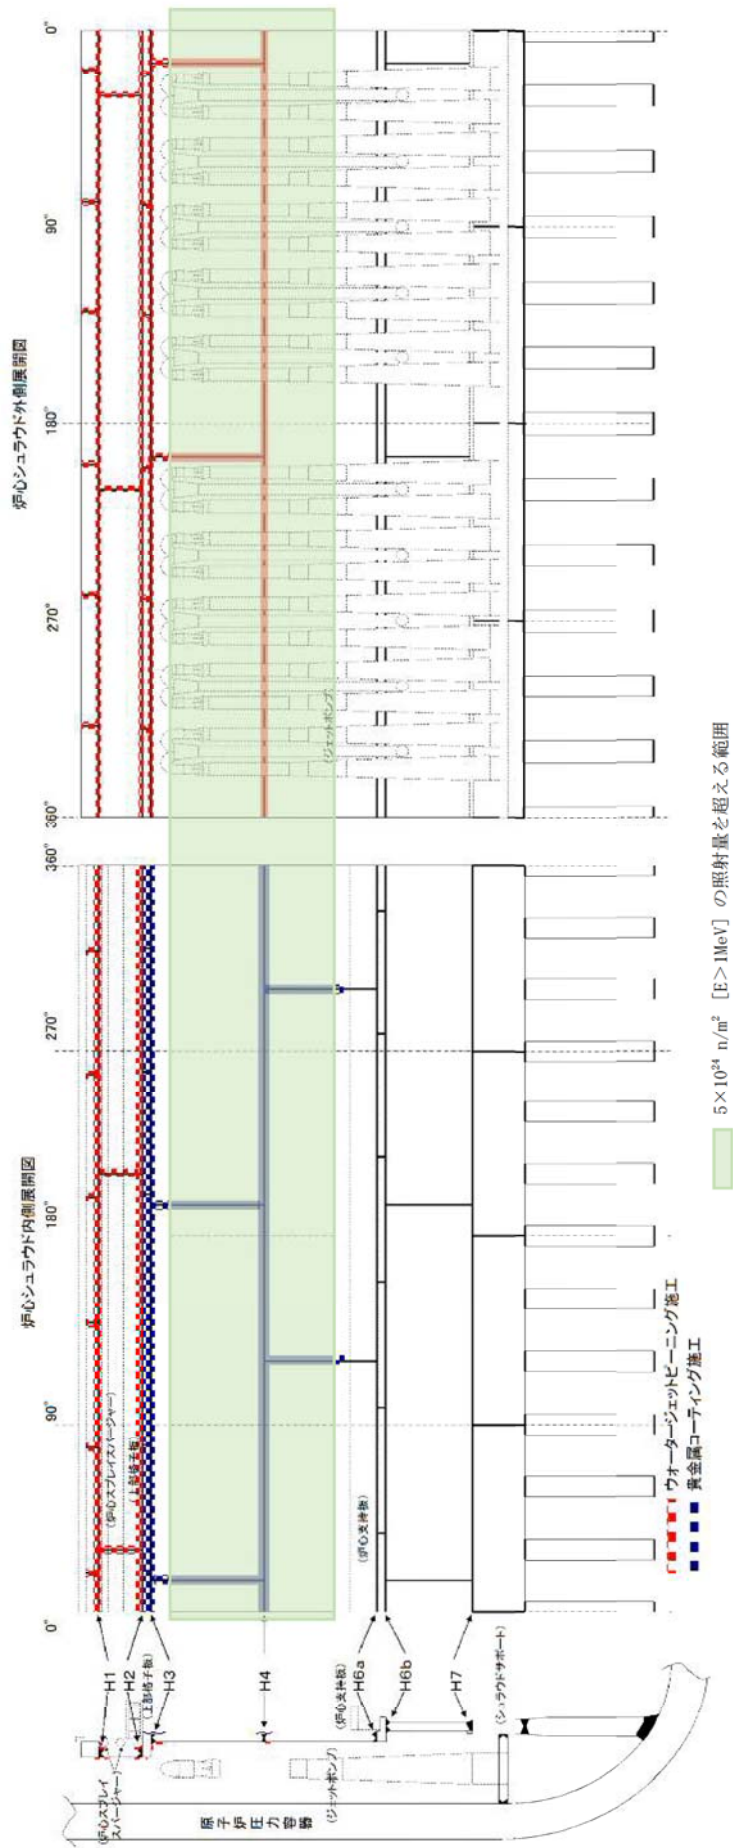 炉心シュラウド外側展開図
0°
90°
180°
270°
360°
(ジェットポンプ)
炉心シュラウド内側展開図
360°
270°
180°
90°
0°
(炉心スプレイスパージャー)
(上部格子板)
(炉心支持板)
H1
H2
(上部格子板)
H3
H4
(炉心支持板)
H6a
H6b
H7
(シュラウドサポート)
(炉心スプレイ
スパージャー)
(ジェットポンプ)
原子炉圧力容器
ウォータージェットピーニング施工
貴金属コーティング施工
5×10²⁴ n/m² [E>1MeV] の照射量を超える範囲